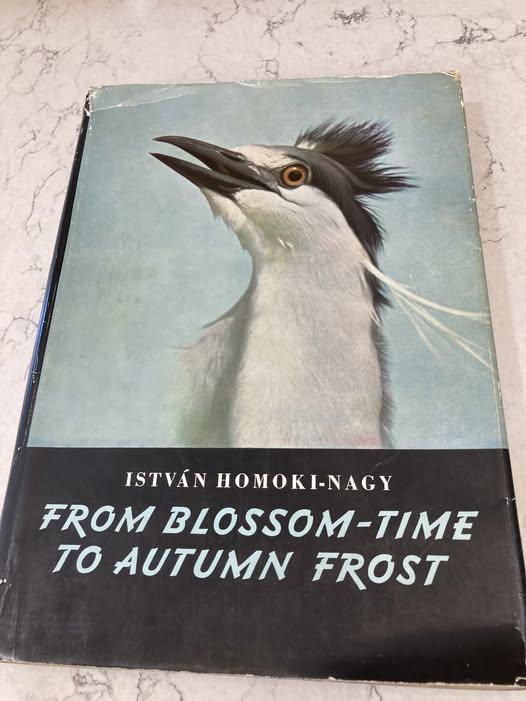 ISTVÁN HOMOKI-NAGY
FROM BLOSSOM-TIME
TO AUTUMN FROST